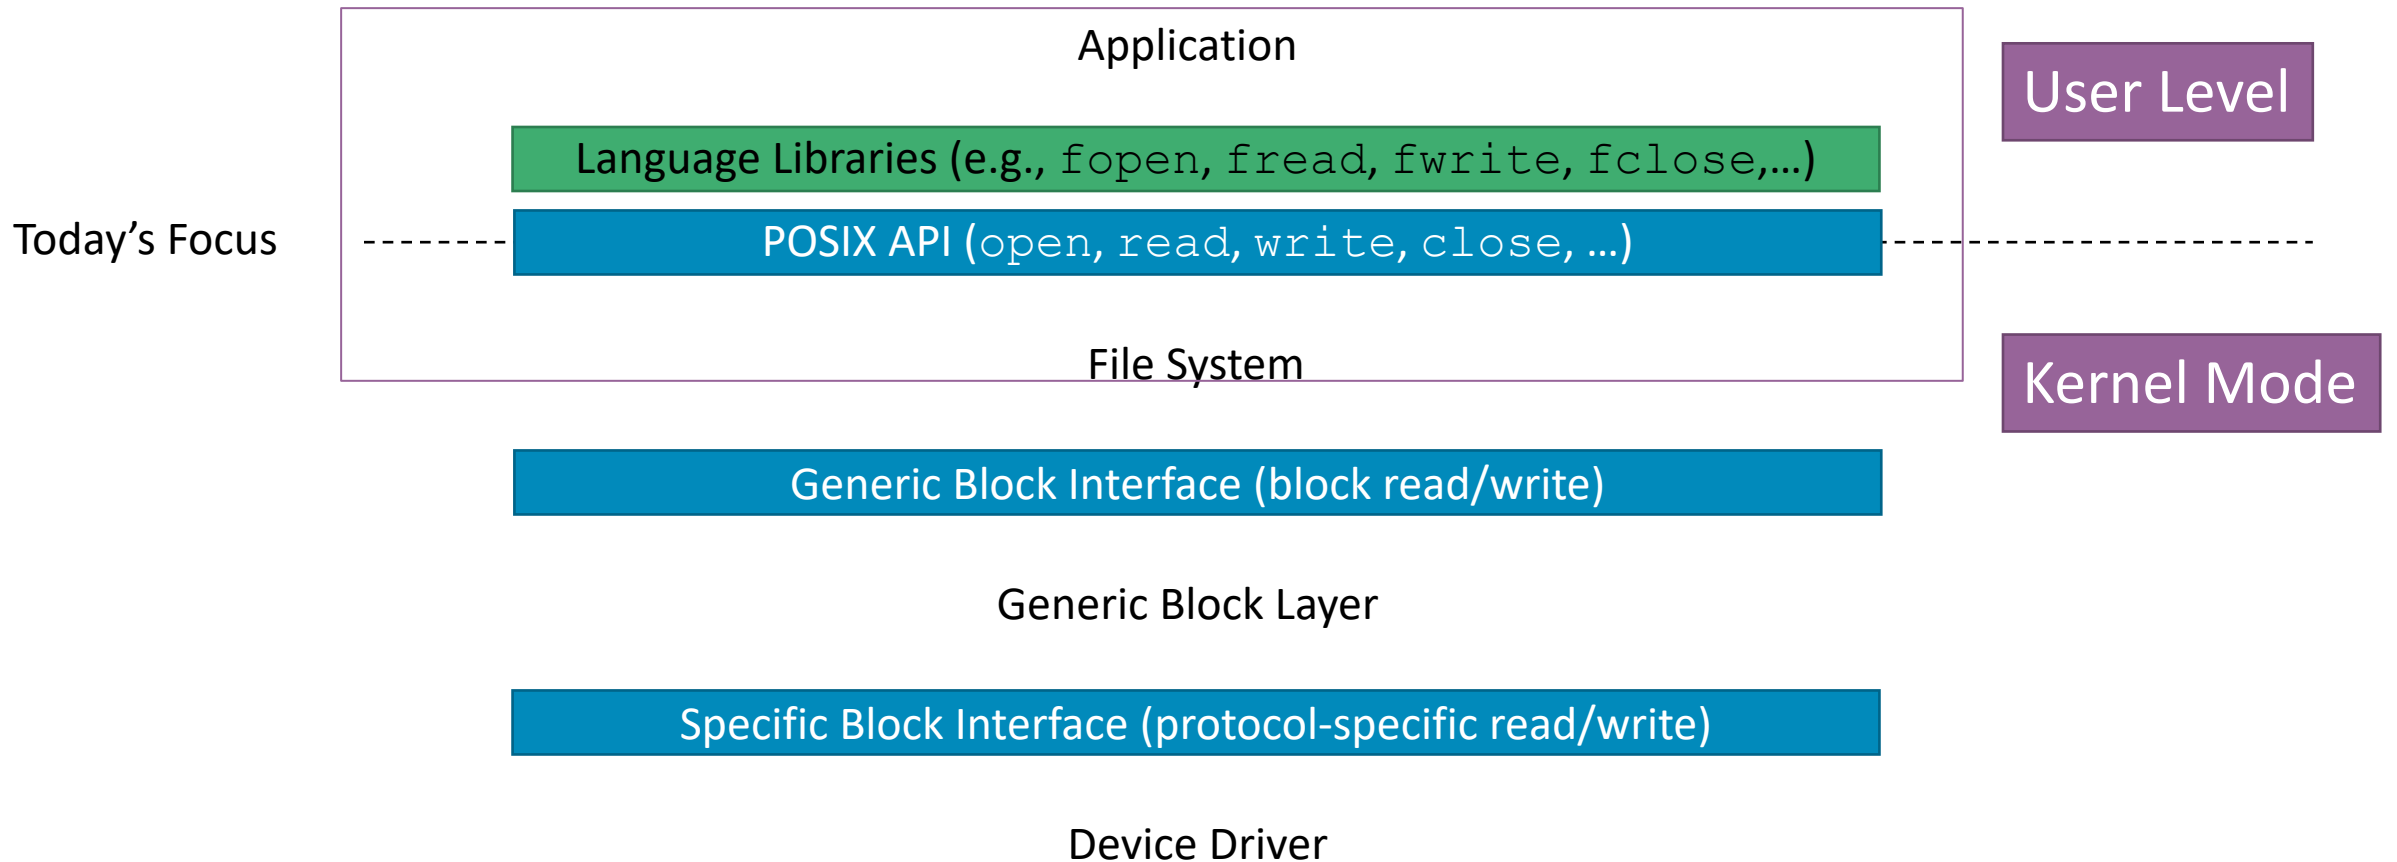 Application
User Level
Language Libraries (e.g., fopen, fread, fwrite, fclose,…)
Today’s Focus
POSIX API (open, read, write, close, …)
File System
Kernel Mode
Generic Block Interface (block read/write)
Generic Block Layer
Specific Block Interface (protocol-specific read/write)
Device Driver